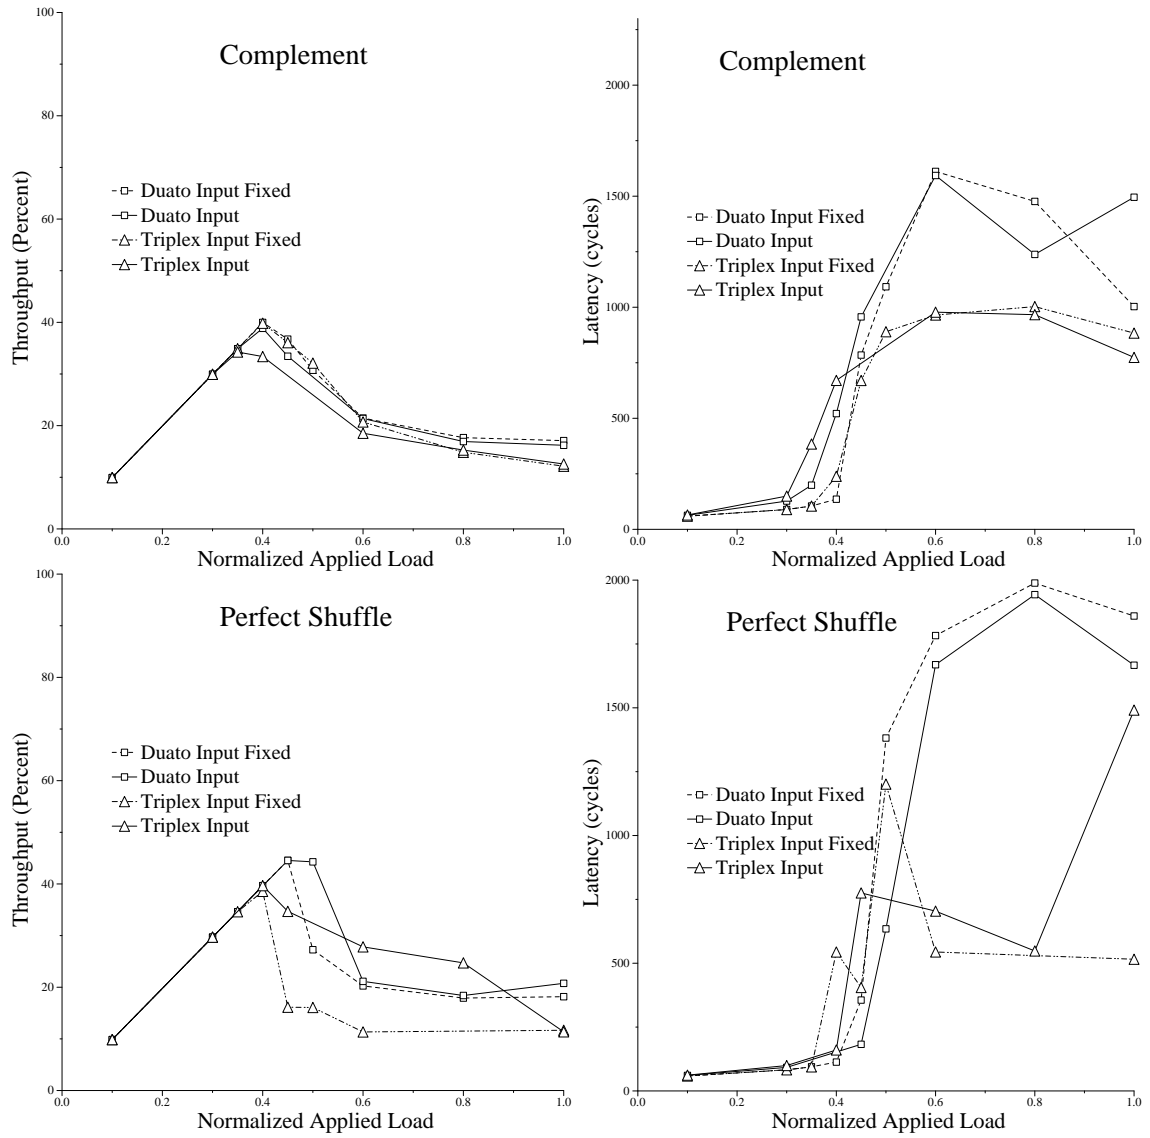 Complement
100
80
60
40
20
0
Throughput (Percent)
Duato Input Fixed
Duato Input
Triplex Input Fixed
Triplex Input
0.0 0.2 0.4 0.6 0.8 1.0
Normalized Applied Load
Complement
2000
1500
1000
500
0
Latency (cycles)
Duato Input Fixed
Duato Input
Triplex Input Fixed
Triplex Input
0.0 0.2 0.4 0.6 0.8 1.0
Normalized Applied Load
Perfect Shuffle
100
80
60
40
20
0
Throughput (Percent)
Duato Input Fixed
Duato Input
Triplex Input Fixed
Triplex Input
0.0 0.2 0.4 0.6 0.8 1.0
Normalized Applied Load
Perfect Shuffle
2000
1500
1000
500
0
Latency (cycles)
Duato Input Fixed
Duato Input
Triplex Input Fixed
Triplex Input
0.0 0.2 0.4 0.6 0.8 1.0
Normalized Applied Load